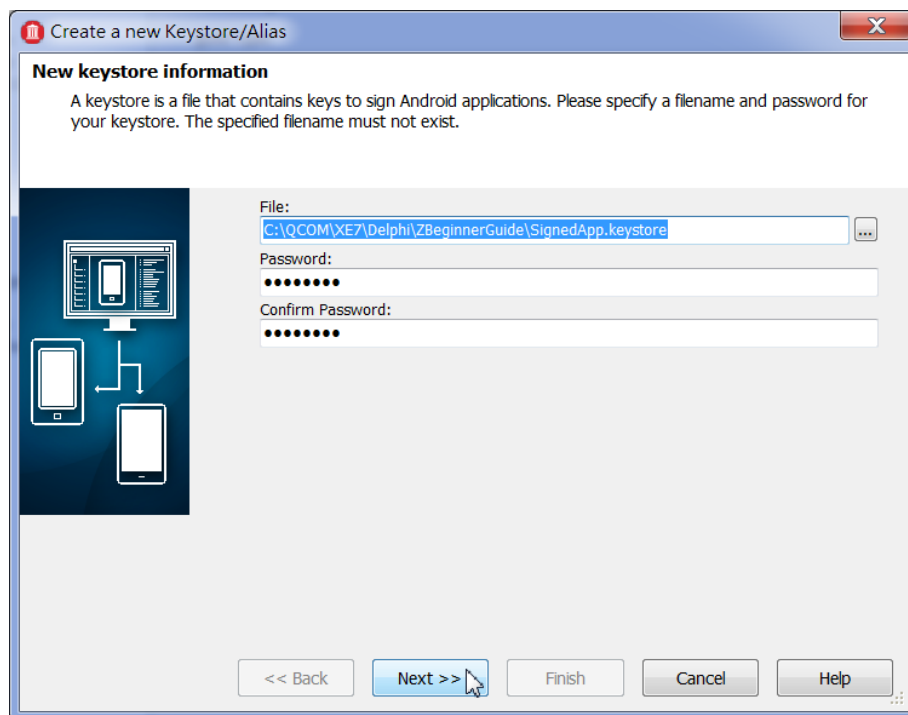 Create a new Keystore/Alias
New keystore information
A keystore is a file that contains keys to sign Android applications. Please specify a filename and password for
your keystore. The specified filename must not exist.
File:
C:\QCOM\XE7\Delphi\ZBeginnerGuide\SignedApp.keystore
...
Password:
●●●●●●●●
Confirm Password:
●●●●●●●●
<< Back
Next >>
Finish
Cancel
Help